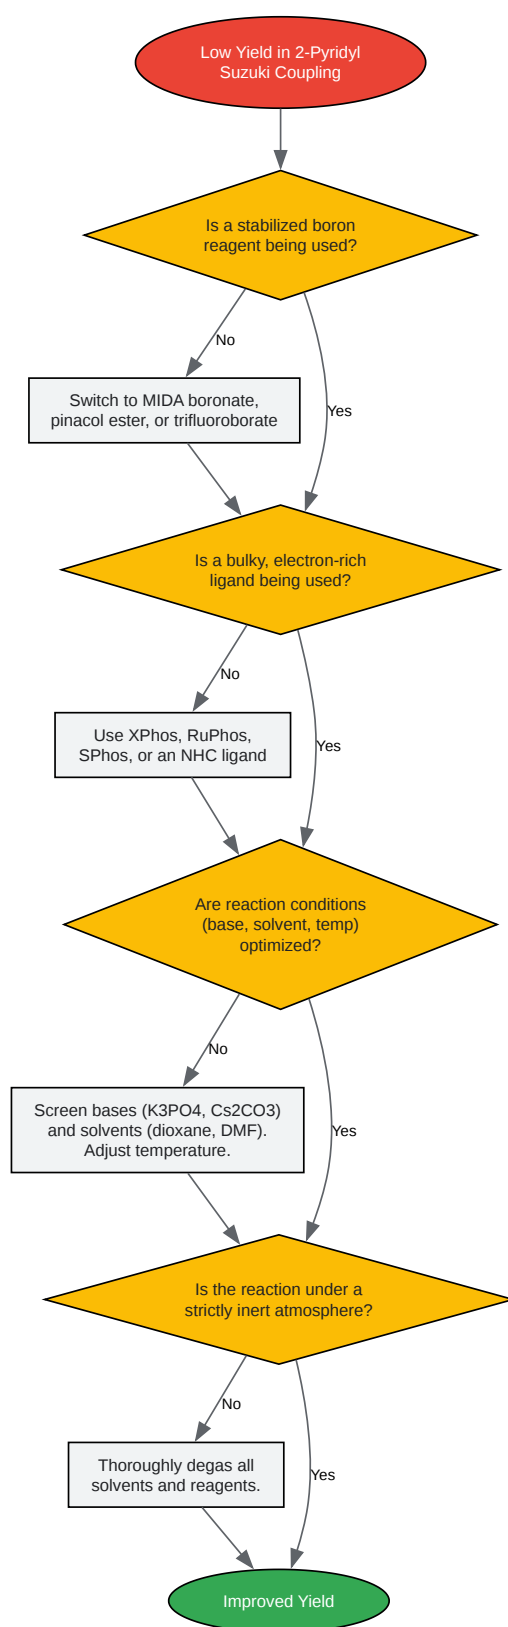 Low Yield in 2-Pyridyl
Suzuki Coupling
Is a stabilized boron
reagent being used?
No
Switch to MIDA boronate,
pinacol ester, or trifluoroborate
Yes
Is a bulky, electron-rich
ligand being used?
No
Use XPhos, RuPhos,
SPhos, or an NHC ligand
Yes
Are reaction conditions
(base, solvent, temp)
optimized?
No
Screen bases (K3PO4, Cs2CO3)
and solvents (dioxane, DMF).
Adjust temperature.
Yes
Is the reaction under a
strictly inert atmosphere?
No
Thoroughly degas all
solvents and reagents.
Yes
Improved Yield